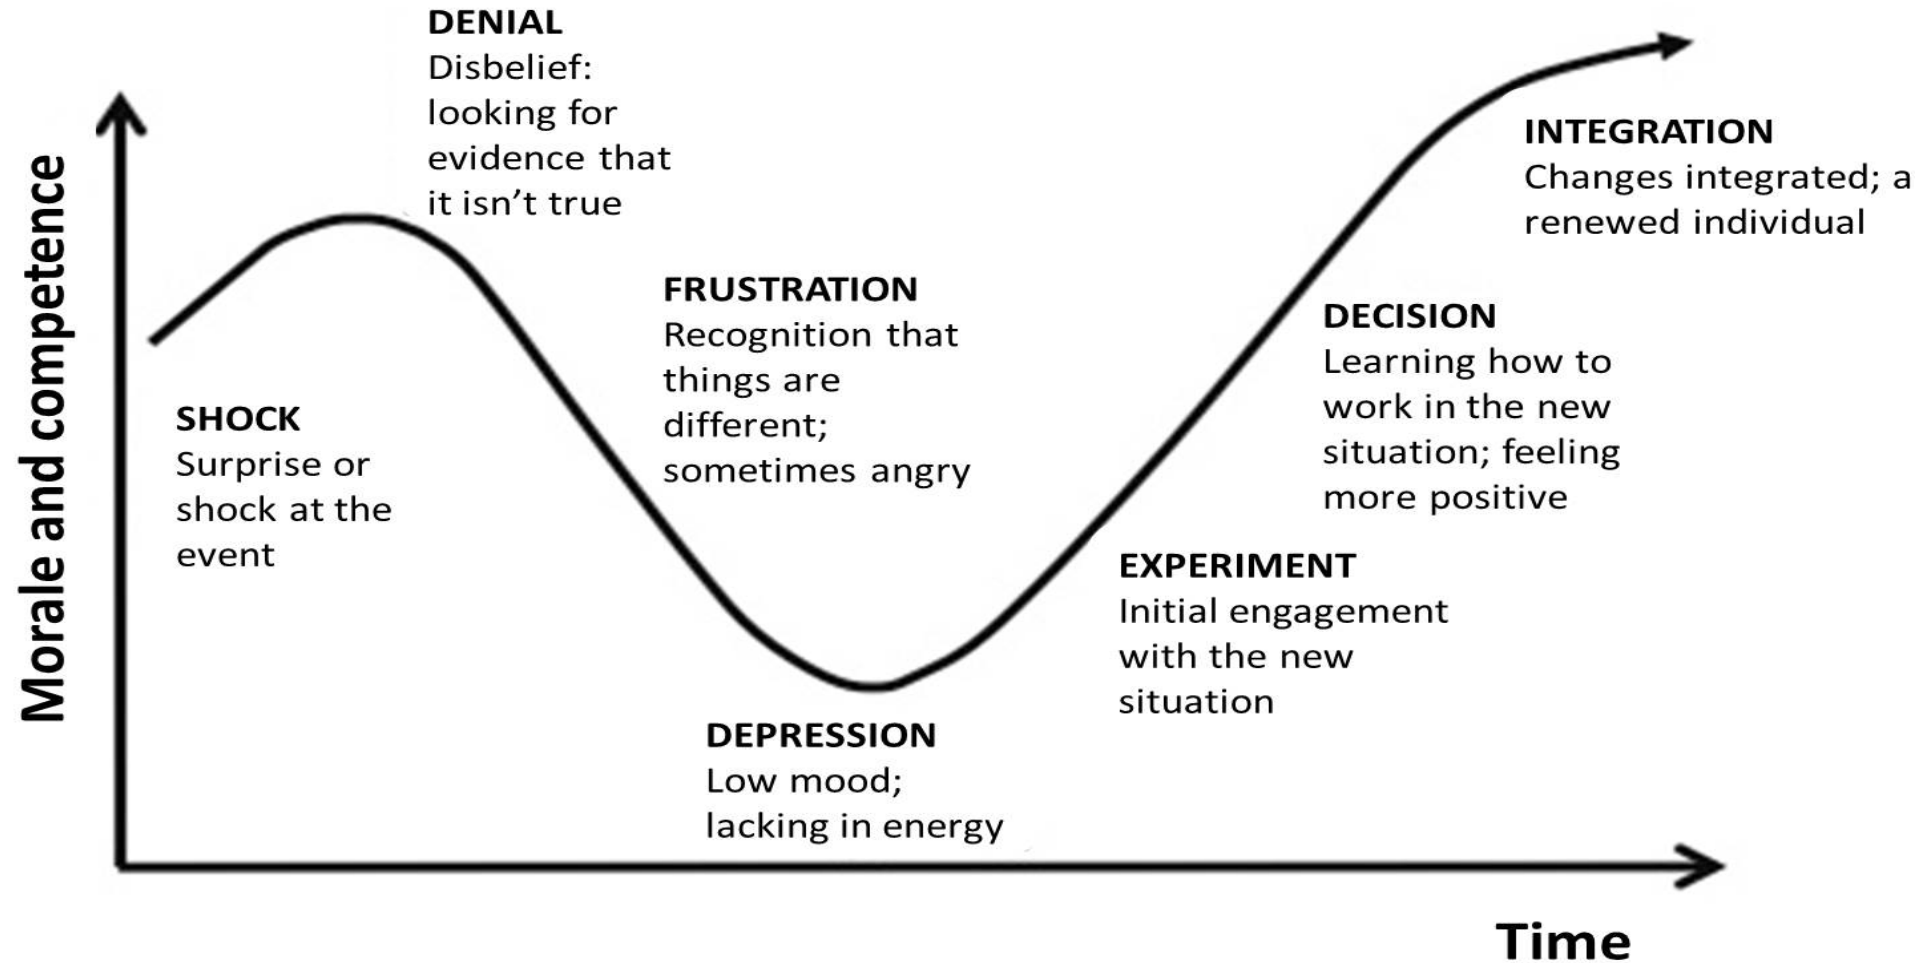 DENIAL
Disbelief:
looking for
evidence that
it isn’t true
Morale and competence
SHOCK
Surprise or
shock at the
event
FRUSTRATION
Recognition that
things are
different;
sometimes angry
DEPRESSION
Low mood;
lacking in energy
EXPERIMENT
Initial engagement
with the new
situation
DECISION
Learning how to
work in the new
situation; feeling
more positive
INTEGRATION
Changes integrated; a
renewed individual
Time